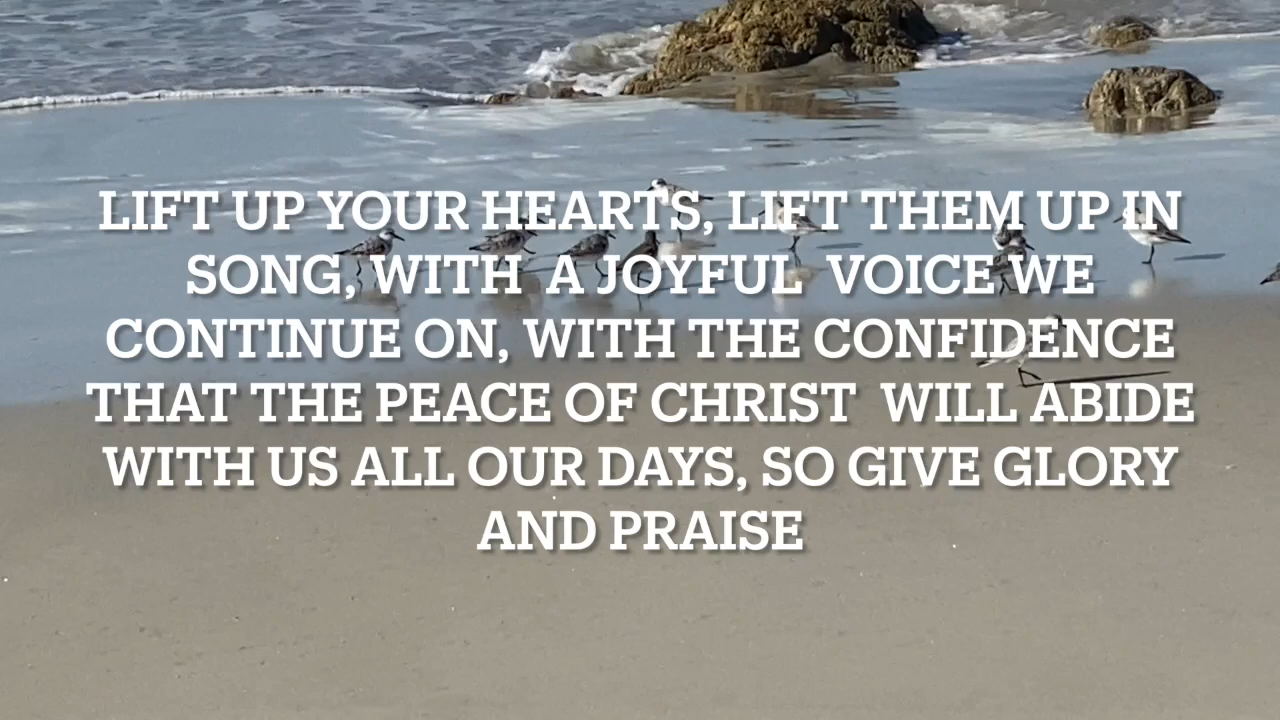 LIFT UP YOUR HEARTS, LIFT THEM UP IN
SONG, WITH  A JOYFUL  VOICE WE
CONTINUE ON, WITH THE CONFIDENCE
THAT THE PEACE OF CHRIST  WILL ABIDE
WITH US ALL OUR DAYS, SO GIVE GLORY
AND PRAISE